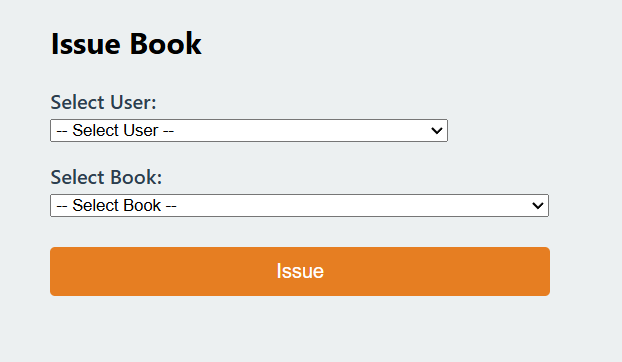 Issue Book
Select User:
-- Select User --
Select Book:
-- Select Book --
Issue